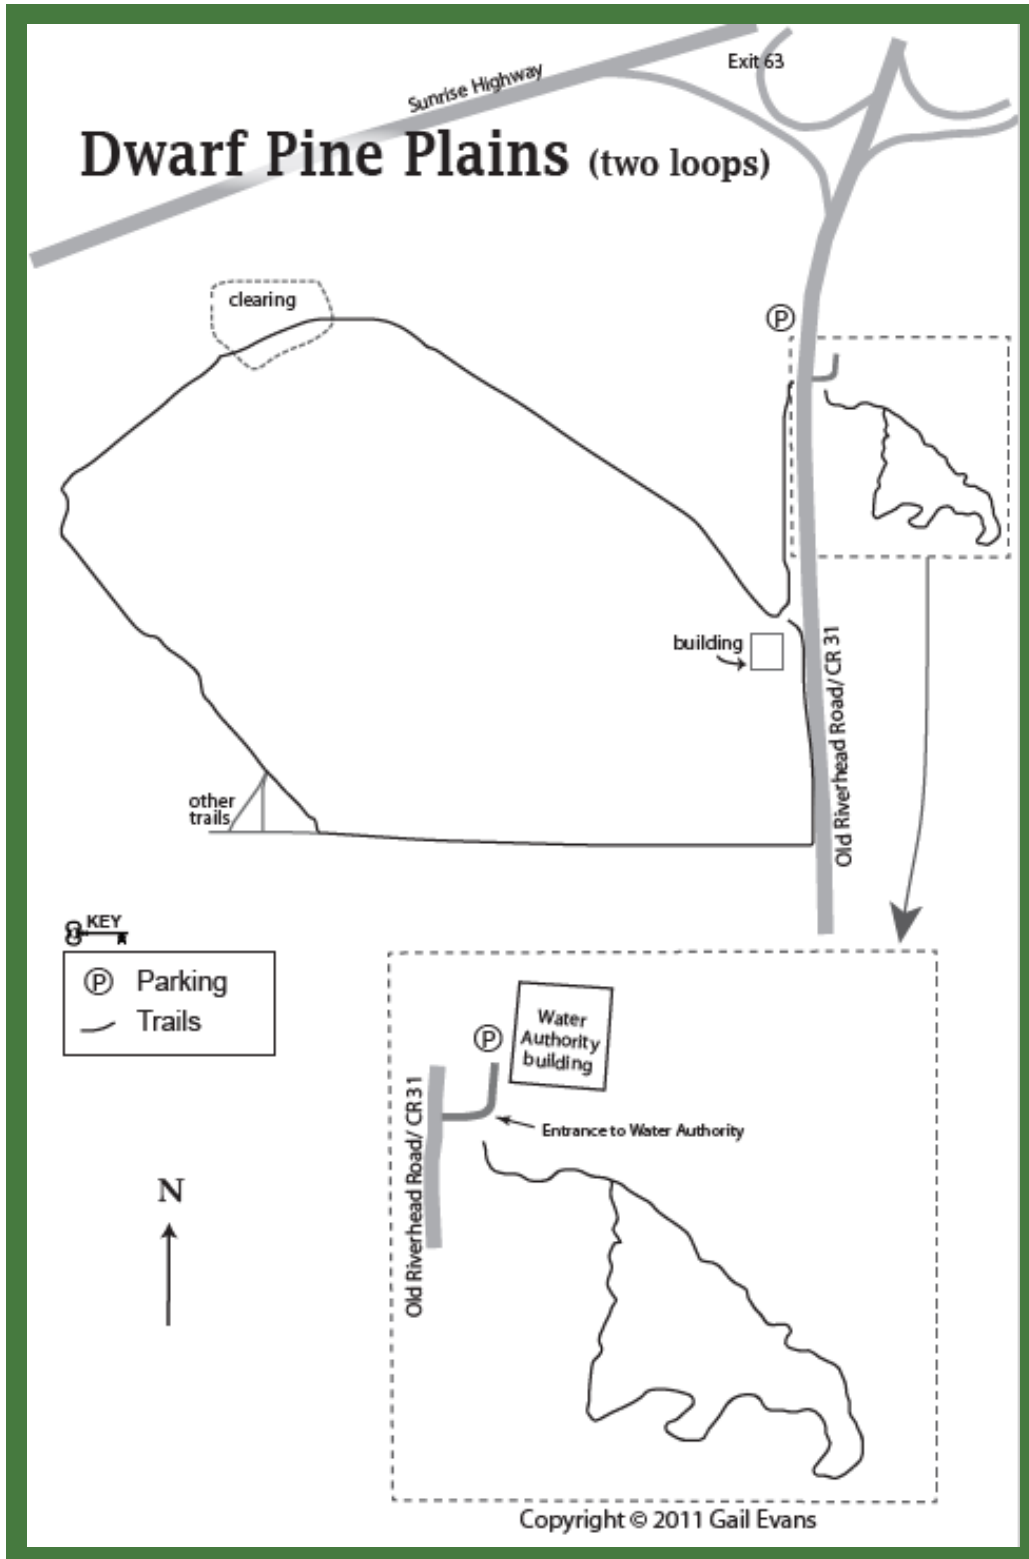 Exit 63
Sunrise Highway
Dwarf Pine Plains (two loops)
clearing
P
building
Old Riverhead Road/ CR 31
other
trails
KEY
P Parking
Trails
Water
Authority
building
P
Old Riverhead Road/ CR 31
Entrance to Water Authority
N
Copyright © 2011 Gail Evans